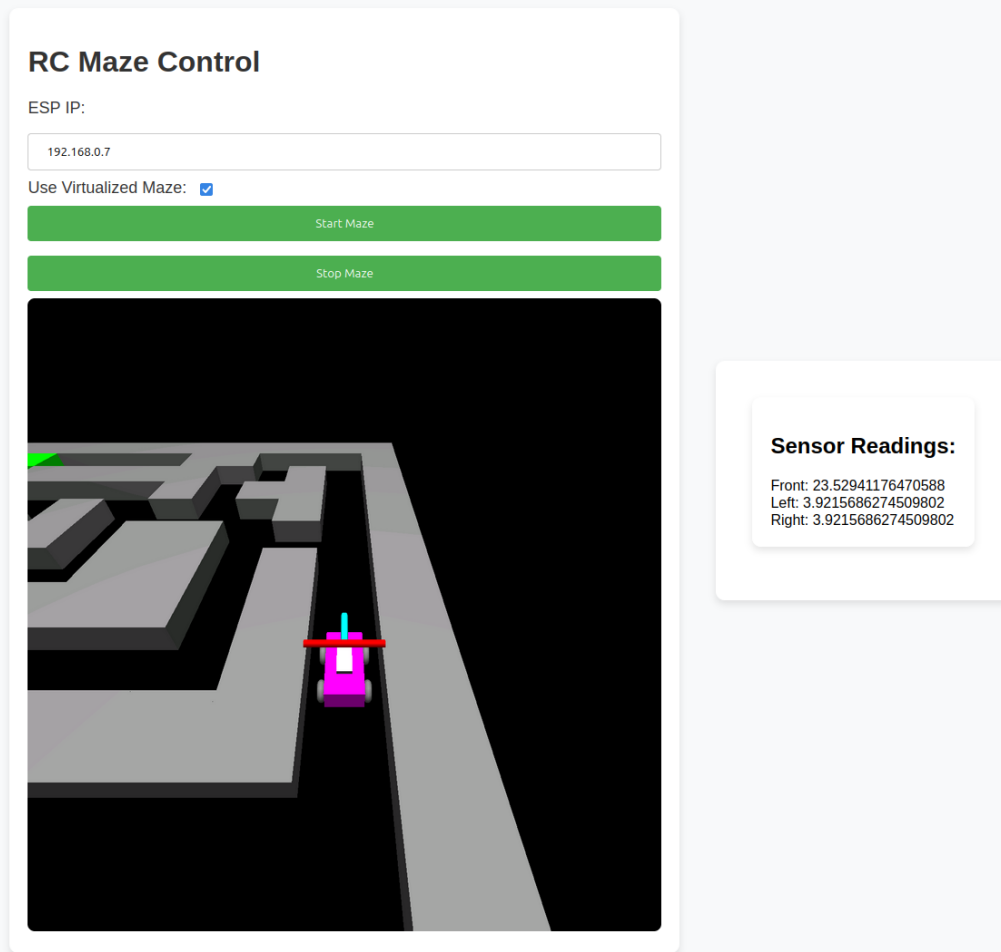 RC Maze Control
ESP IP:
192.168.0.7
Use Virtualized Maze:
Start Maze
Stop Maze
Sensor Readings:
Front: 23.52941176470588
Left: 3.9215686274509802
Right: 3.9215686274509802